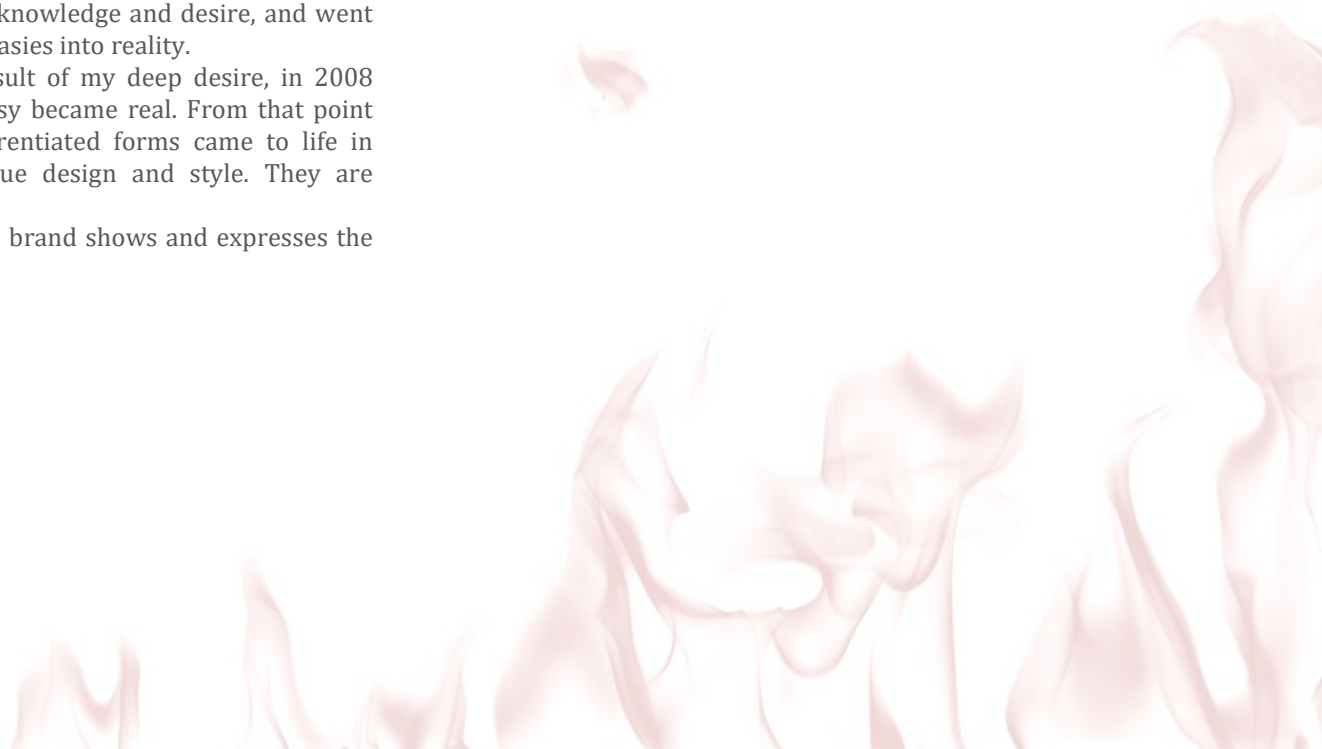 knowledge and desire, and went
asies into reality.
sult of my deep desire, in 2008
sy became real. From that point
rentiated forms came to life in
ue design and style. They are
brand shows and expresses the